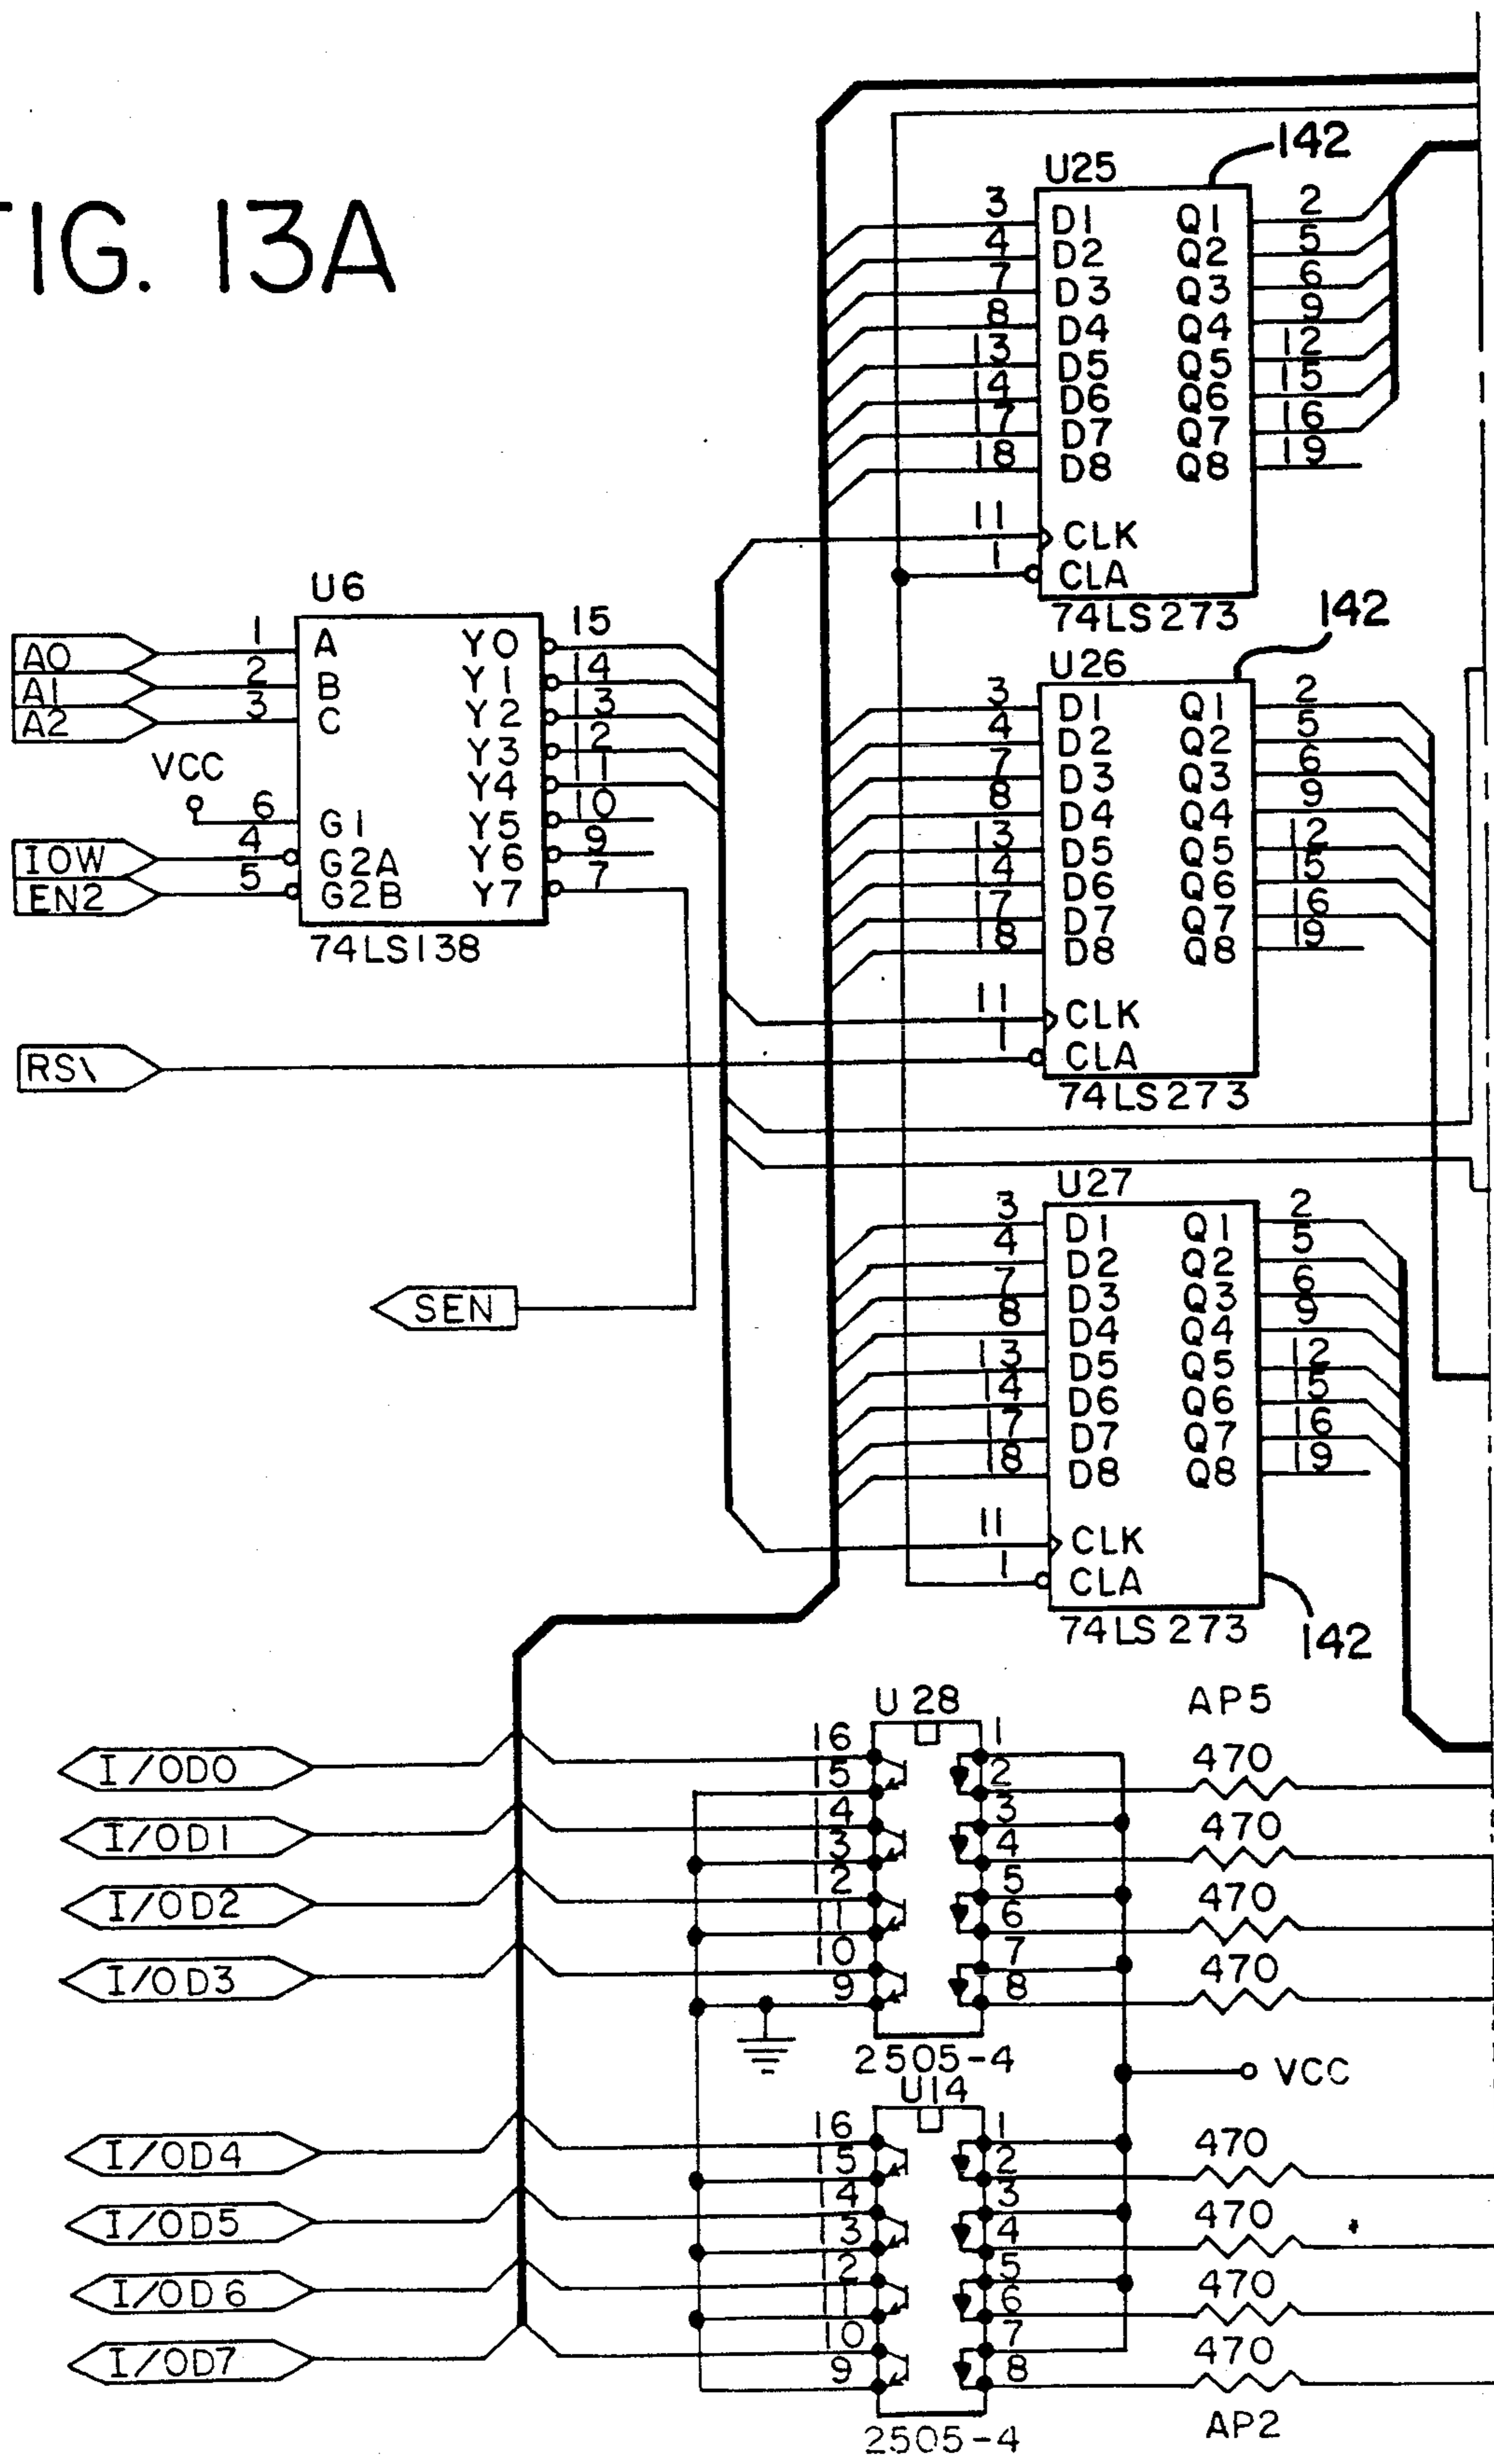 FIG. 13A
142
U25
3 D1 Q1 2
4 D2 Q2 5
7 D3 Q3 6
8 D4 Q4 9
13 D5 Q5 12
14 D6 Q6 15
17 D7 Q7 16
18 D8 Q8 19
11 CLK
1 CLA
74LS273
U6
A0 1 A Y0 15
A1 2 B Y1 14
A2 3 C Y2 13
Y3 12
VCC
Y4 11
6 G1 Y5 10
IOW 4 G2A Y6 9
EN2 5 G2B Y7 7
74LS138
142
U26
3 D1 Q1 2
4 D2 Q2 5
7 D3 Q3 6
8 D4 Q4 9
13 D5 Q5 12
14 D6 Q6 15
17 D7 Q7 16
18 D8 Q8 19
11 CLK
1 CLA
74LS273
RS\
SEN
U27
3 D1 Q1 2
4 D2 Q2 5
7 D3 Q3 6
8 D4 Q4 9
13 D5 Q5 12
14 D6 Q6 15
17 D7 Q7 16
18 D8 Q8 19
11 CLK
1 CLA
74LS273
142
U28 AP5
I/OD0 16 1
15 2 470
I/OD1 14 3
13 4 470
I/OD2 12 5
11 6 470
I/OD3 10 7
9 8 470
2505-4
VCC
U14
I/OD4 16 1
15 2 470
I/OD5 14 3
13 4 470
I/OD6 12 5
11 6 470
I/OD7 10 7
9 8 470
2505-4
AP2